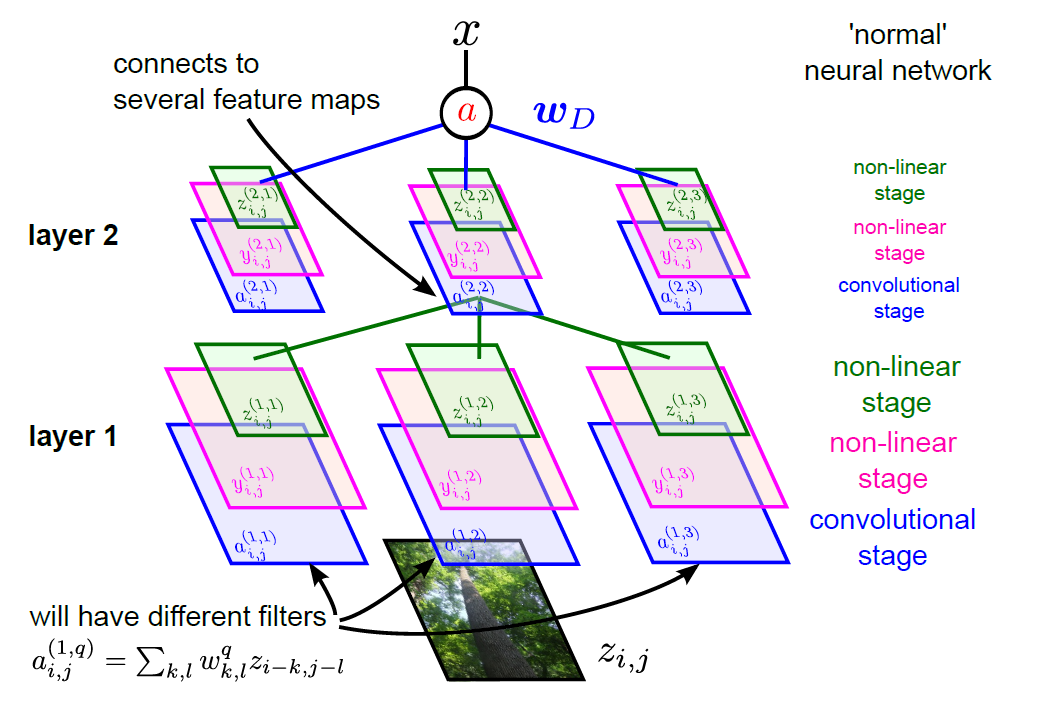 x
'normal'
neural network
connects to
several feature maps
a
w_D
non-linear
stage
z_{i,j}^{(2,1)}
z_{i,j}^{(2,2)}
z_{i,j}^{(2,3)}
layer 2
non-linear
stage
y_{i,j}^{(2,1)}
y_{i,j}^{(2,2)}
y_{i,j}^{(2,3)}
convolutional
stage
a_{i,j}^{(2,1)}
a_{i,j}^{(2,2)}
a_{i,j}^{(2,3)}
non-linear
stage
z_{i,j}^{(1,1)}
z_{i,j}^{(1,2)}
z_{i,j}^{(1,3)}
layer 1
non-linear
stage
y_{i,j}^{(1,1)}
y_{i,j}^{(1,2)}
y_{i,j}^{(1,3)}
convolutional
stage
a_{i,j}^{(1,1)}
a_{i,j}^{(1,2)}
a_{i,j}^{(1,3)}
will have different filters
a_{i,j}^{(1,q)} = ∑_{k,l} w_{k,l}^{q} z_{i-k,j-l}
z_{i,j}